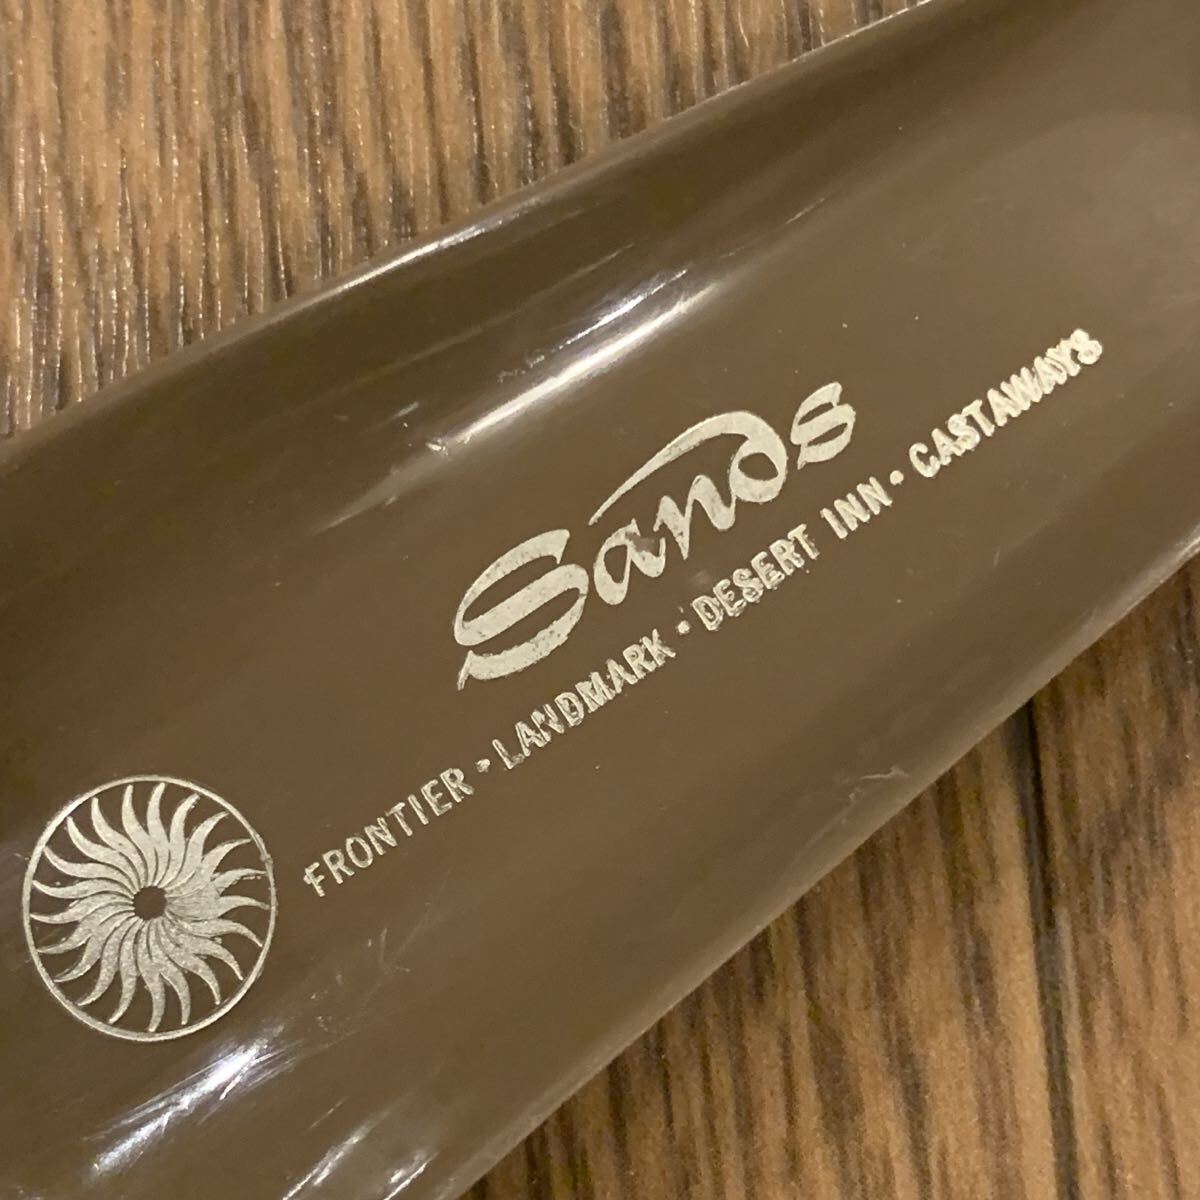 Sands
FRONTIER • LANDMARK • DESERT INN • CASTAWAYS